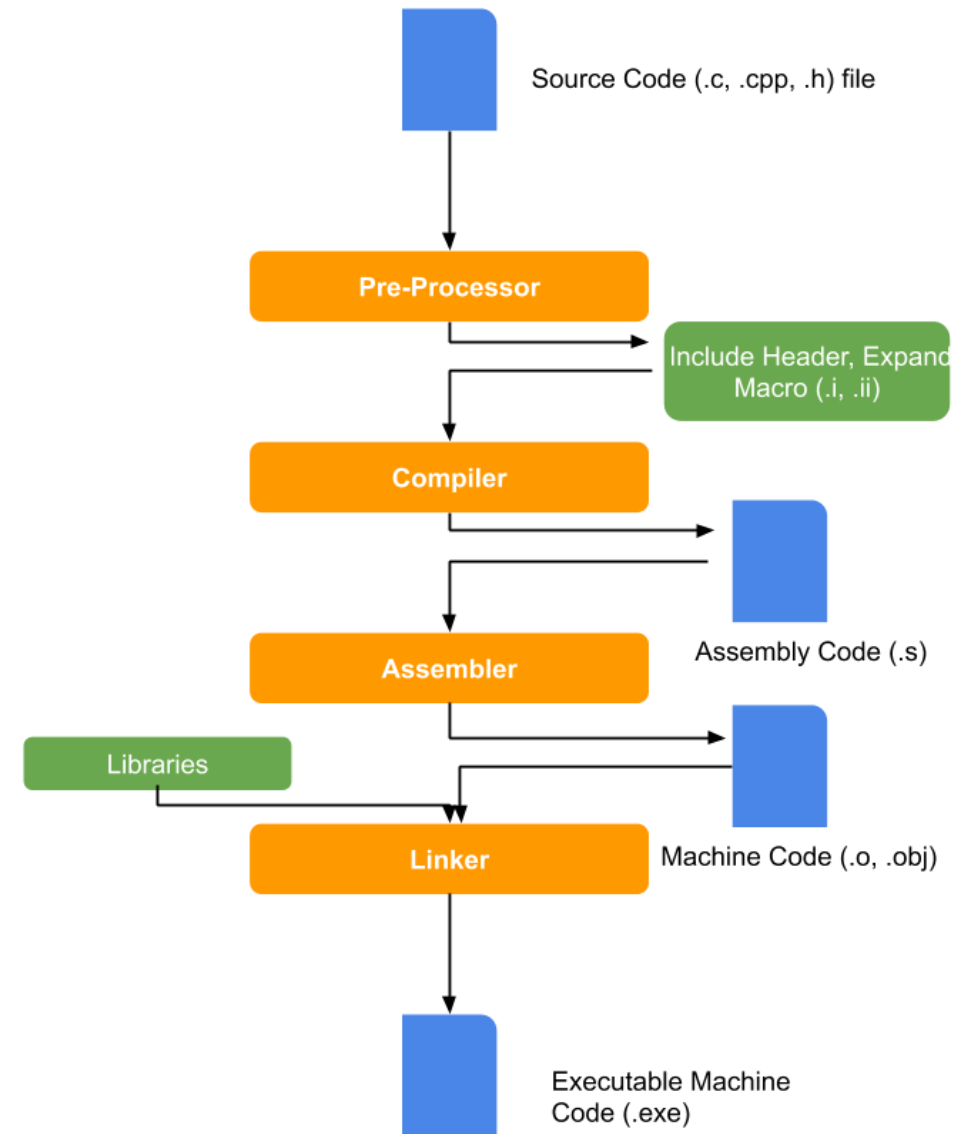 Source Code (.c, .cpp, .h) file
Pre-Processor
Include Header, Expand
Macro (.i, .ii)
Compiler
Assembly Code (.s)
Assembler
Libraries
Linker
Machine Code (.o, .obj)
Executable Machine
Code (.exe)